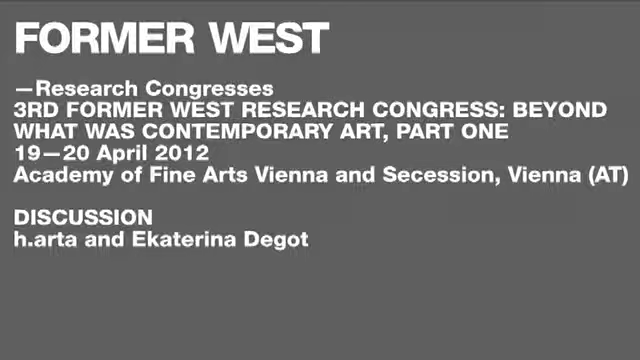 FORMER WEST
—Research Congresses
3RD FORMER WEST RESEARCH CONGRESS: BEYOND
WHAT WAS CONTEMPORARY ART, PART ONE
19—20 April 2012
Academy of Fine Arts Vienna and Secession, Vienna (AT)
DISCUSSION
h.arta and Ekaterina Degot